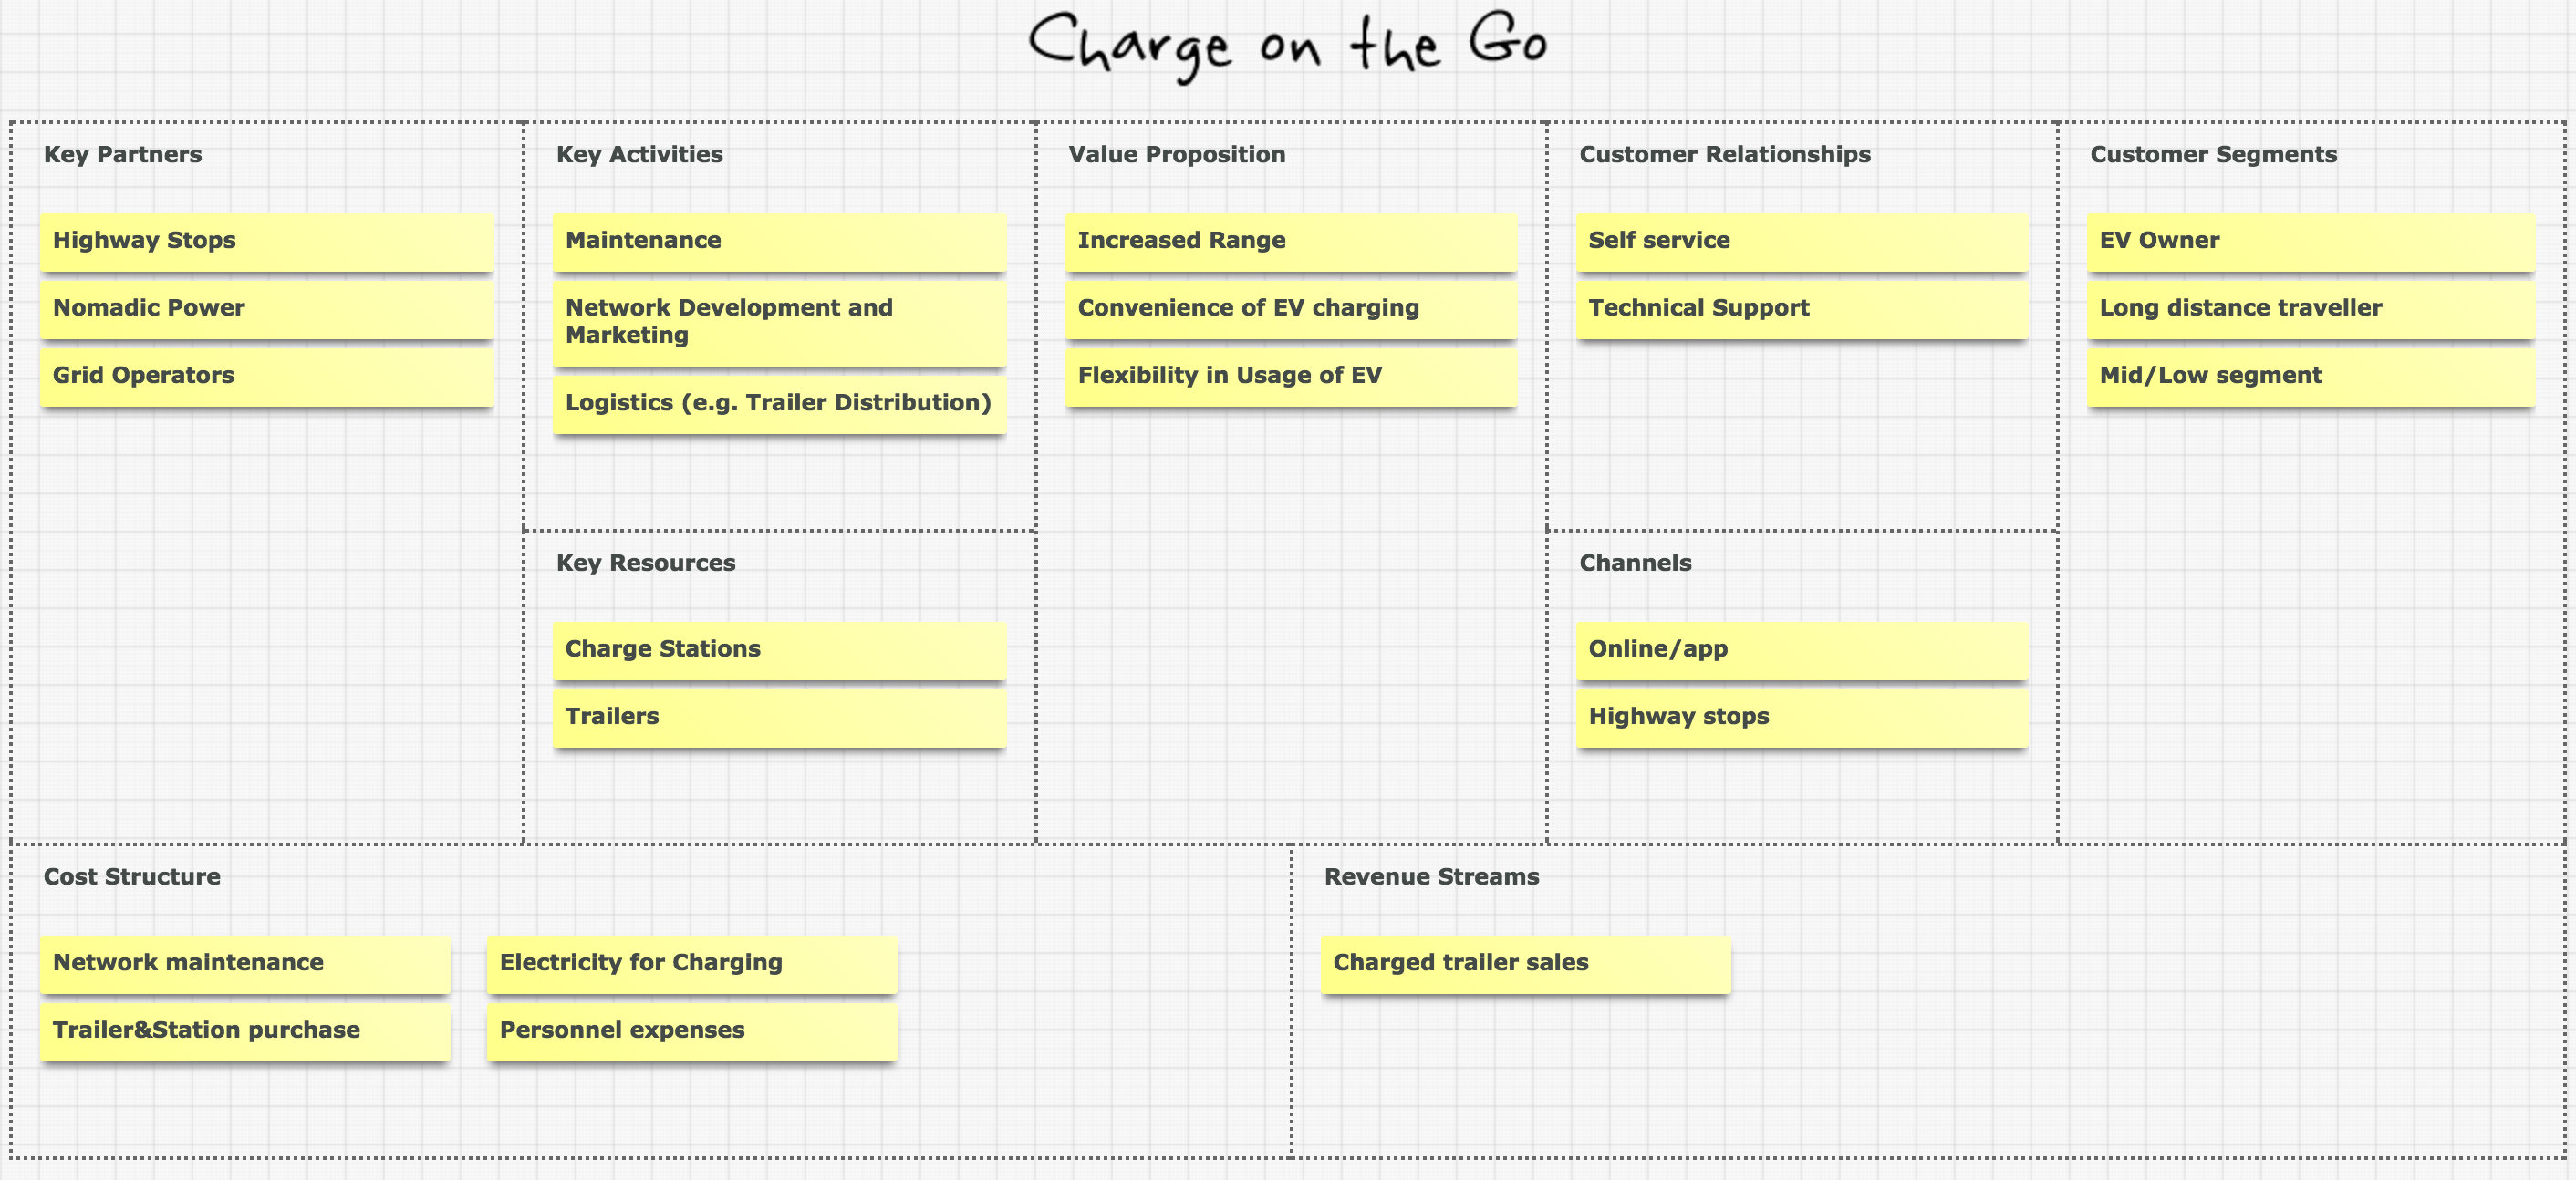 Charge on the Go
Key Partners
Highway Stops
Nomadic Power
Grid Operators
Key Activities
Maintenance
Network Development and
Marketing
Logistics (e.g. Trailer Distribution)
Key Resources
Charge Stations
Trailers
Value Proposition
Increased Range
Convenience of EV charging
Flexibility in Usage of EV
Customer Relationships
Self service
Technical Support
Channels
Online/app
Highway stops
Customer Segments
EV Owner
Long distance traveller
Mid/Low segment
Cost Structure
Network maintenance
Trailer&Station purchase
Electricity for Charging
Personnel expenses
Revenue Streams
Charged trailer sales